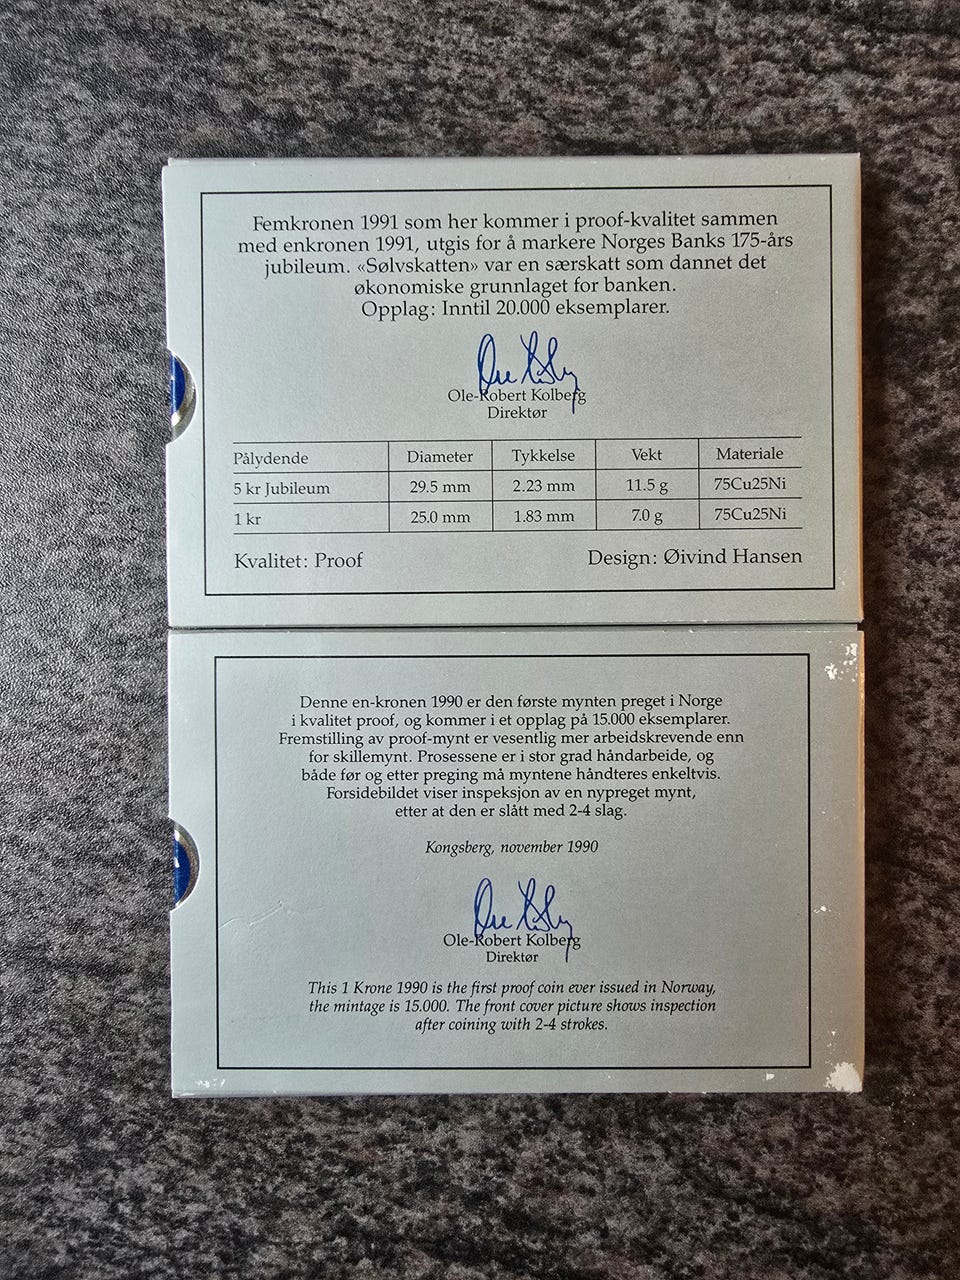 Femkronen 1991 som her kommer i proof-kvalitet sammen
med enkronen 1991, utgis for å markere Norges Banks 175-års
jubileum. «Sølvskatten» var en særskatt som dannet det
økonomiske grunnlaget for banken.
Opplag: Inntil 20.000 eksemplarer.
Ole-Robert Kolberg
Direktør
Pålydende Diameter Tykkelse Vekt Materiale
5 kr Jubileum 29.5 mm 2.23 mm 11.5 g 75Cu25Ni
1 kr 25.0 mm 1.83 mm 7.0 g 75Cu25Ni
Kvalitet: Proof Design: Øivind Hansen
Denne en-kronen 1990 er den første mynten preget i Norge
i kvalitet proof, og kommer i et opplag på 15.000 eksemplarer.
Fremstilling av proof-mynt er vesentlig mer arbeidskrevende enn
for skillemynt. Prosessene er i stor grad håndarbeide, og
både før og etter preging må myntene håndteres enkeltvis.
Forsidebildet viser inspeksjon av en nypreget mynt,
etter at den er slått med 2-4 slag.
Kongsberg, november 1990
Ole-Robert Kolberg
Direktør
This 1 Krone 1990 is the first proof coin ever issued in Norway,
the mintage is 15.000. The front cover picture shows inspection
after coining with 2-4 strokes.